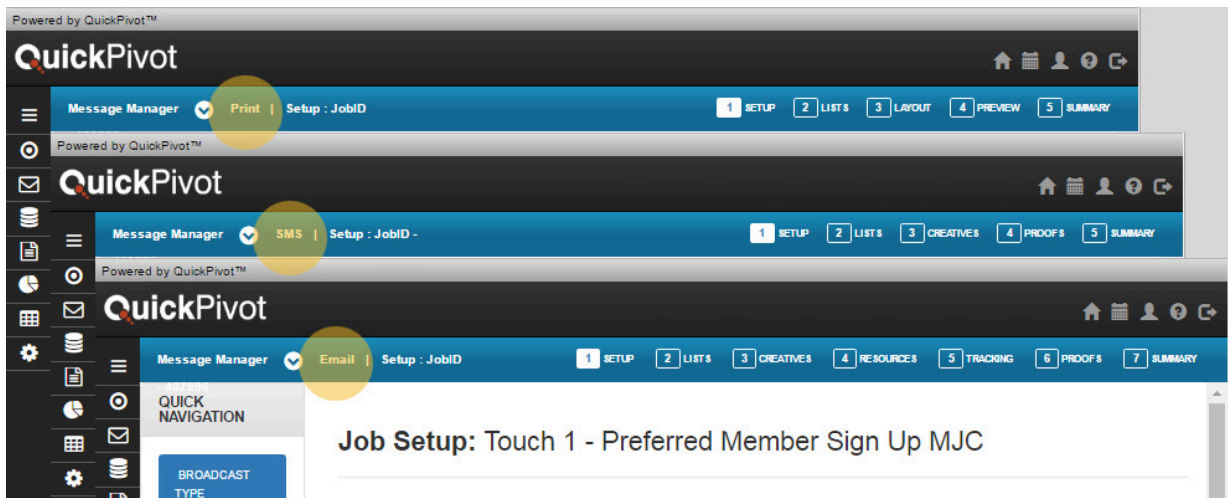 Powered by QuickPivot™
QuickPivot
Message Manager Print | Setup : JobID 1 SETUP 2 LISTS 3 LAYOUT 4 PREVIEW 5 SUMMARY
Powered by QuickPivot™
QuickPivot
Message Manager SMS | Setup : JobID - 1 SETUP 2 LISTS 3 CREATIVES 4 PROOFS 5 SUMMARY
Powered by QuickPivot™
QuickPivot
Message Manager Email | Setup : JobID 1 SETUP 2 LISTS 3 CREATIVES 4 RESOURCES 5 TRACKING 6 PROOFS 7 SUMMARY
QUICK
NAVIGATION
Job Setup: Touch 1 - Preferred Member Sign Up MJC
BROADCAST
TYPE